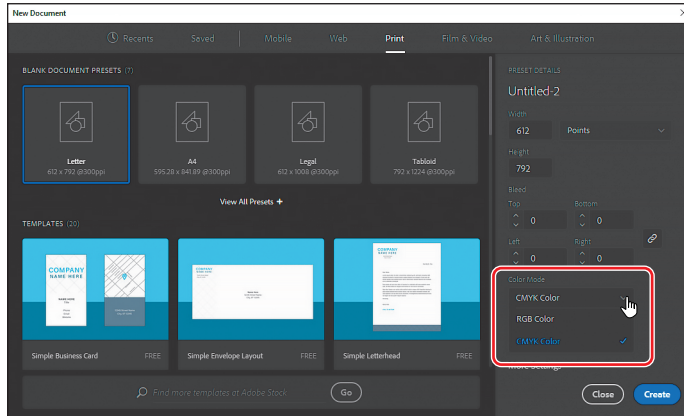 New Document
Recents Saved Mobile Web Print Film & Video Art & Illustration
BLANK DOCUMENT PRESETS (7)
Letter
612 x 792 @300ppi
A4
595.28 x 841.89 @300ppi
Legal
612 x 1008 @300ppi
Tabloid
792 x 1224 @300ppi
View All Presets +
TEMPLATES (20)
COMPANY
NAME HERE
Simple Business Card FREE
Simple Envelope Layout FREE
Simple Letterhead FREE
Find more templates at Adobe Stock
Go
PRESET DETAILS
Untitled-2
Width
612 Points
Height
792
Bleed
Top Bottom
0 0
Left Right
0 0
Color Mode
CMYK Color
RGB Color
CMYK Color
More Settings
Close Create